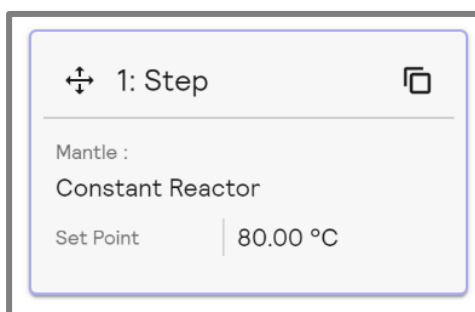 1: Step
Mantle :
Constant Reactor
Set Point 80.00 °C